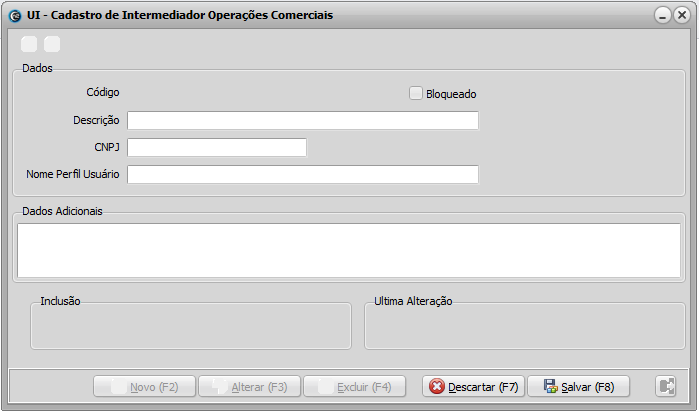 UI - Cadastro de Intermediador Operações Comerciais
Dados
Código
Bloqueado
Descrição
CNPJ
Nome Perfil Usuário
Dados Adicionais
Inclusão
Ultima Alteração
Novo (F2)
Alterar (F3)
Excluir (F4)
Descartar (F7)
Salvar (F8)